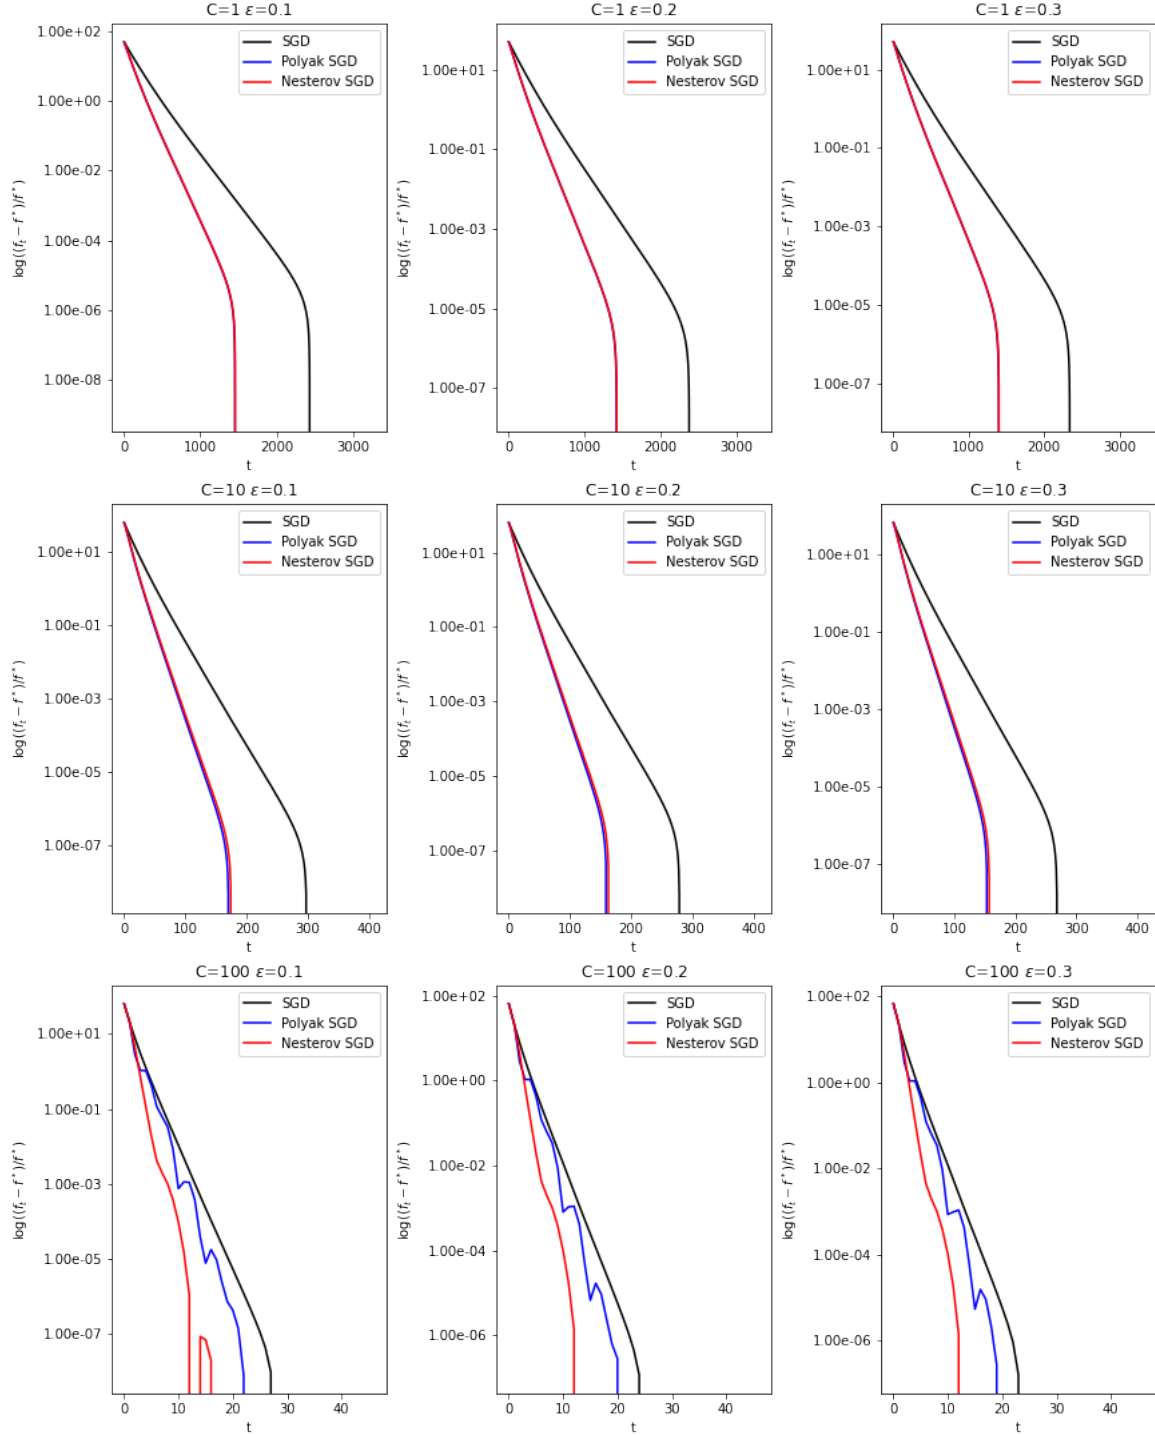 C=1 ε=0.1
1.00e+02
1.00e+00
1.00e-02
1.00e-04
1.00e-06
1.00e-08
log((f_t − f*)/f*)
SGD
Polyak SGD
Nesterov SGD
0 1000 2000 3000
t
C=1 ε=0.2
1.00e+01
1.00e-01
1.00e-03
1.00e-05
1.00e-07
log((f_t − f*)/f*)
SGD
Polyak SGD
Nesterov SGD
0 1000 2000 3000
t
C=1 ε=0.3
1.00e+01
1.00e-01
1.00e-03
1.00e-05
1.00e-07
log((f_t − f*)/f*)
SGD
Polyak SGD
Nesterov SGD
0 1000 2000 3000
t
C=10 ε=0.1
1.00e+01
1.00e-01
1.00e-03
1.00e-05
1.00e-07
log((f_t − f*)/f*)
SGD
Polyak SGD
Nesterov SGD
0 100 200 300 400
t
C=10 ε=0.2
1.00e+01
1.00e-01
1.00e-03
1.00e-05
1.00e-07
log((f_t − f*)/f*)
SGD
Polyak SGD
Nesterov SGD
0 100 200 300 400
t
C=10 ε=0.3
1.00e+01
1.00e-01
1.00e-03
1.00e-05
1.00e-07
log((f_t − f*)/f*)
SGD
Polyak SGD
Nesterov SGD
0 100 200 300 400
t
C=100 ε=0.1
1.00e+01
1.00e-01
1.00e-03
1.00e-05
1.00e-07
log((f_t − f*)/f*)
SGD
Polyak SGD
Nesterov SGD
0 10 20 30 40
t
C=100 ε=0.2
1.00e+02
1.00e+00
1.00e-02
1.00e-04
1.00e-06
log((f_t − f*)/f*)
SGD
Polyak SGD
Nesterov SGD
0 10 20 30 40
t
C=100 ε=0.3
1.00e+02
1.00e+00
1.00e-02
1.00e-04
1.00e-06
log((f_t − f*)/f*)
SGD
Polyak SGD
Nesterov SGD
0 10 20 30 40
t